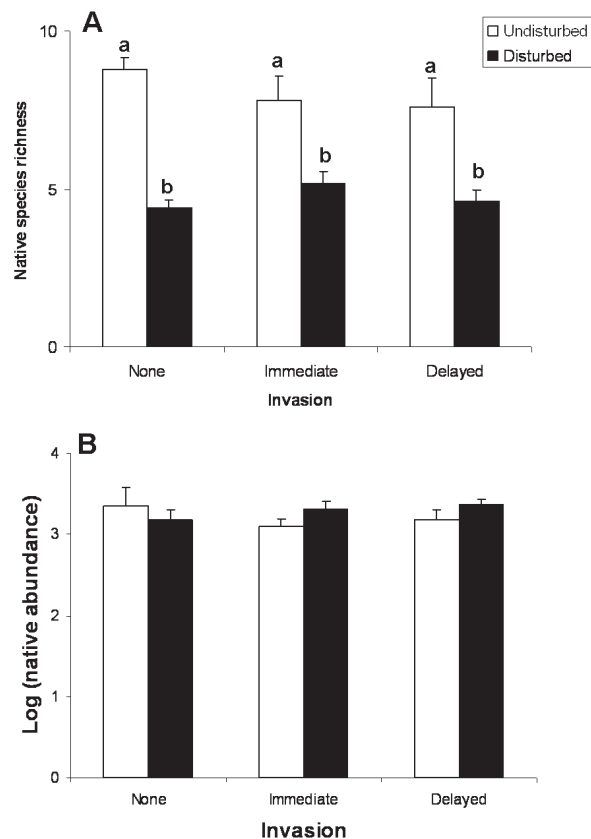 A
Undisturbed
Disturbed
10
5
0
Native species richness
a
b
a
b
a
b
None
Immediate
Delayed
Invasion
B
4
3
2
1
0
Log (native abundance)
None
Immediate
Delayed
Invasion